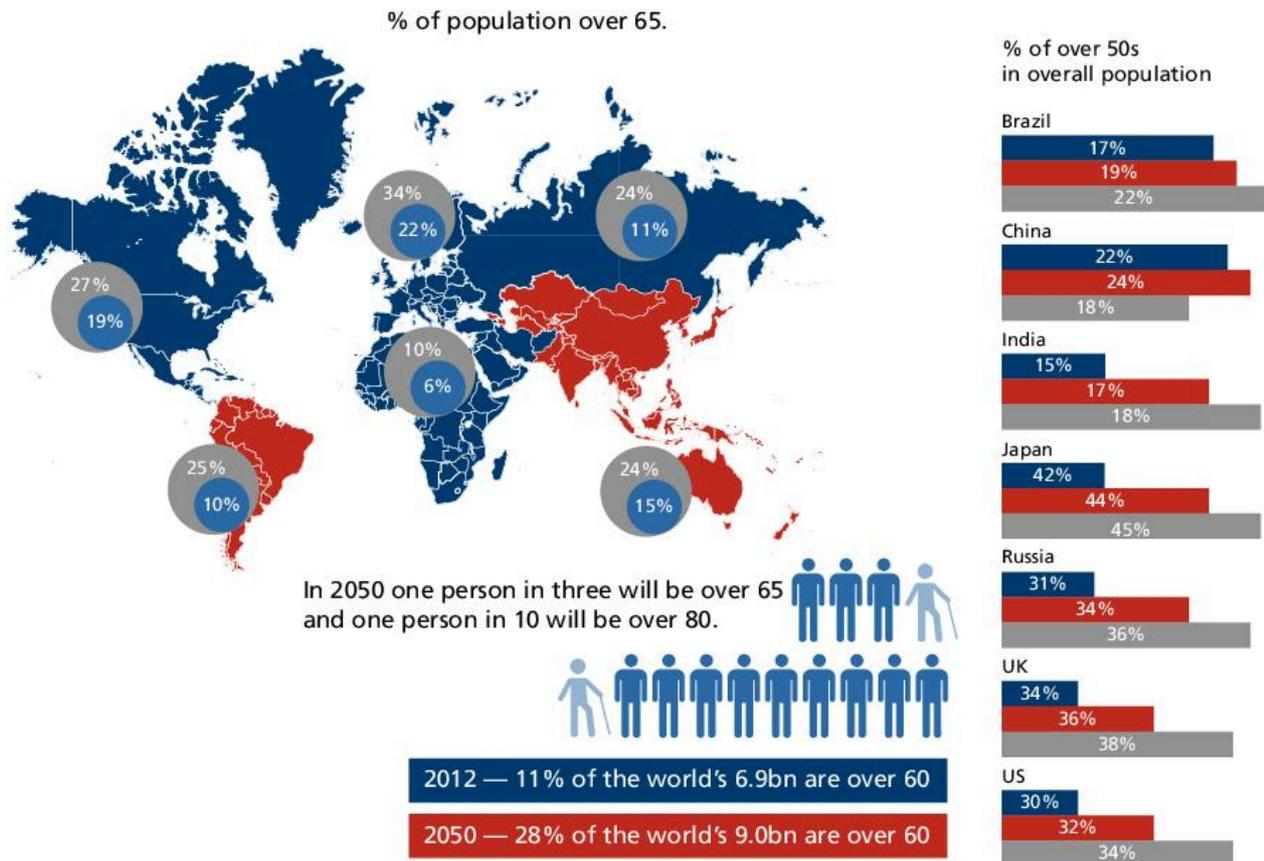 % of population over 65.
34%
22%
24%
11%
27%
19%
10%
6%
25%
10%
24%
15%
In 2050 one person in three will be over 65
and one person in 10 will be over 80.
2012 — 11% of the world's 6.9bn are over 60
2050 — 28% of the world's 9.0bn are over 60
% of over 50s
in overall population
Brazil
17%
19%
22%
China
22%
24%
18%
India
15%
17%
18%
Japan
42%
44%
45%
Russia
31%
34%
36%
UK
34%
36%
38%
US
30%
32%
34%